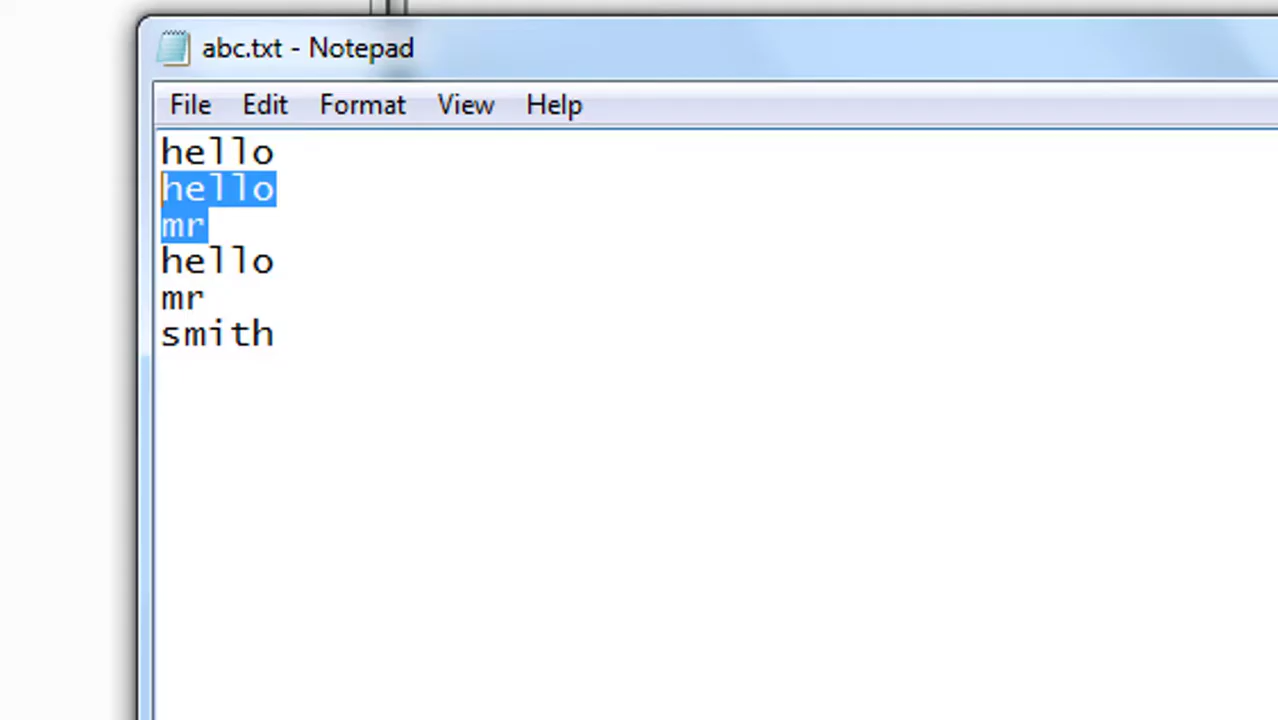 abc.txt - Notepad
File Edit Format View Help
hello
hello
mr
hello
mr
smith